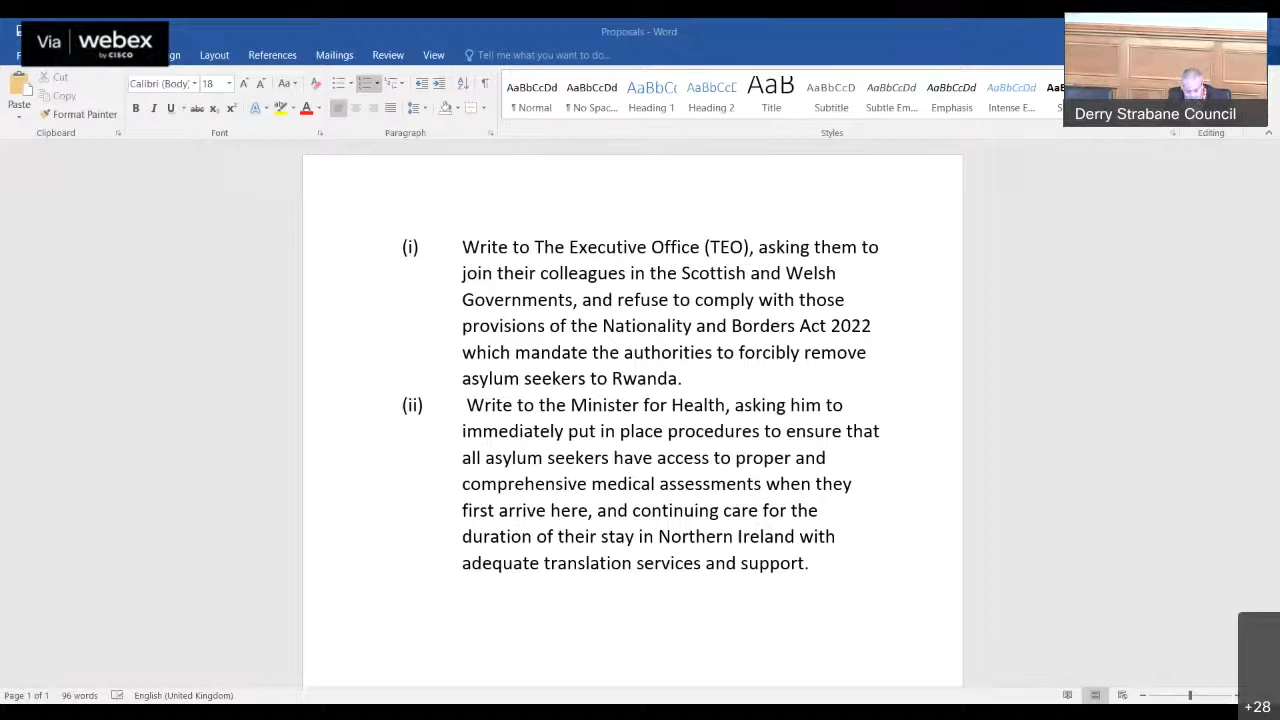 Via webex
by CISCO
Proposals - Word
Layout References Mailings Review View Tell me what you want to do...
Cut
Copy
Format Painter
Paste
Calibri (Body) 18
AaBbCcDd AaBbCcDd AaBbC AaBbCcE AaB AaBbCcD AaBbCcDd AaBbCcDd AaBbCcDd
¶ Normal ¶ No Spac... Heading 1 Heading 2 Title Subtitle Subtle Em... Emphasis Intense E...
Clipboard Font Paragraph Styles Editing
Derry Strabane Council
(i) Write to The Executive Office (TEO), asking them to
join their colleagues in the Scottish and Welsh
Governments, and refuse to comply with those
provisions of the Nationality and Borders Act 2022
which mandate the authorities to forcibly remove
asylum seekers to Rwanda.
(ii) Write to the Minister for Health, asking him to
immediately put in place procedures to ensure that
all asylum seekers have access to proper and
comprehensive medical assessments when they
first arrive here, and continuing care for the
duration of their stay in Northern Ireland with
adequate translation services and support.
Page 1 of 1 96 words English (United Kingdom)
+28